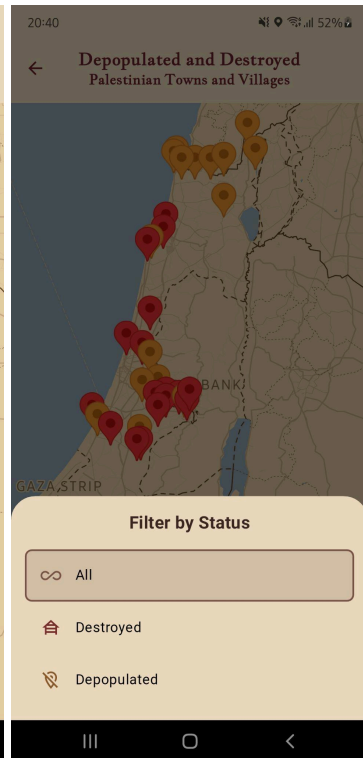 20:40
52%
Depopulated and Destroyed
Palestinian Towns and Villages
BANK
GAZA STRIP
Filter by Status
All
Destroyed
Depopulated